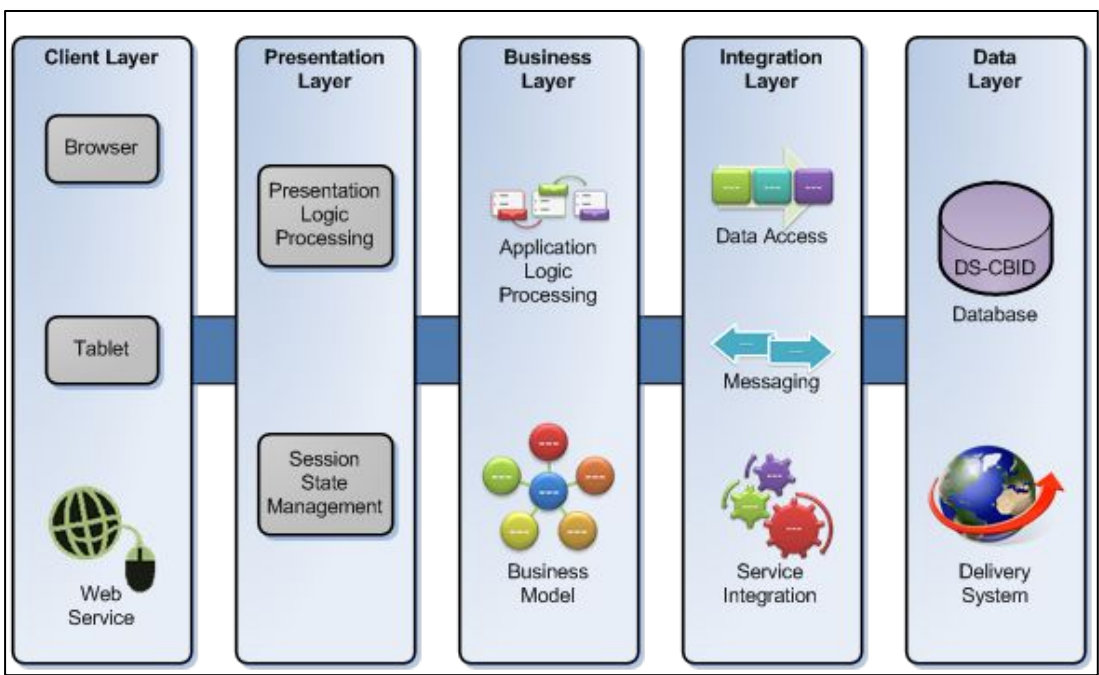 Client Layer
Browser
Tablet
Web
Service
Presentation
Layer
Presentation
Logic
Processing
Session
State
Management
Business
Layer
Application
Logic
Processing
Business
Model
Integration
Layer
--- --- ---
Data Access
--- ---
Messaging
Service
Integration
Data
Layer
DS-CBID
Database
Delivery
System